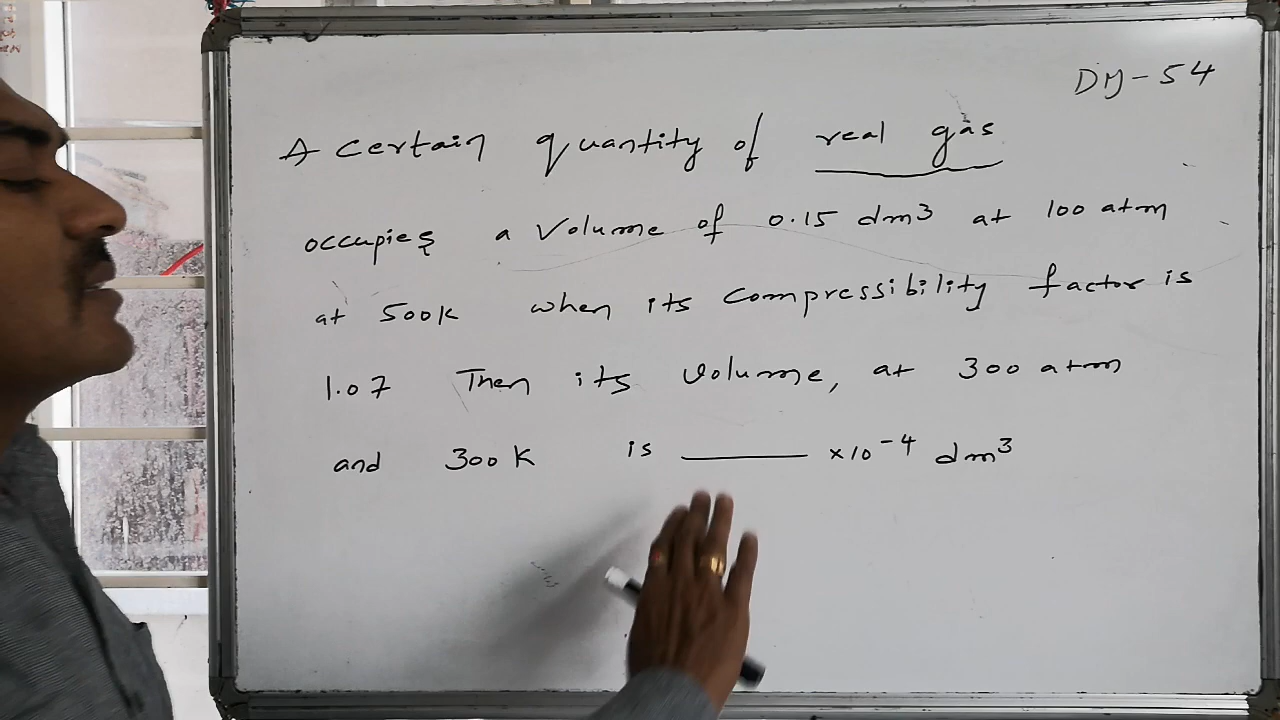 DM-54
A certain quantity of real gas
occupies a Volume of 0.15 dm3 at 100 atm
at 500K when its compressibility factor is
1.07 Then its Volume, at 300 atm
and 300K is ______ ×10-4 dm3